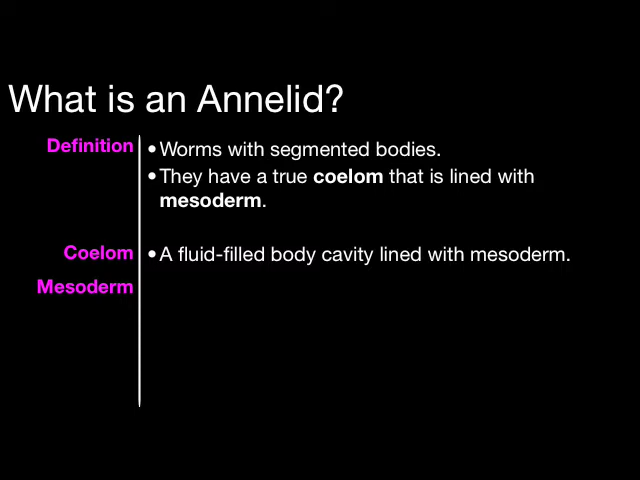 What is an Annelid?
Definition
•Worms with segmented bodies.
•They have a true coelom that is lined with
mesoderm.
Coelom
•A fluid-filled body cavity lined with mesoderm.
Mesoderm